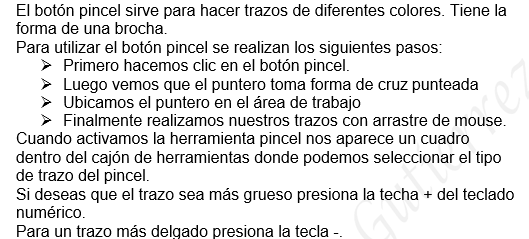 El botón pincel sirve para hacer trazos de diferentes colores. Tiene la
forma de una brocha.
Para utilizar el botón pincel se realizan los siguientes pasos:
➤ Primero hacemos clic en el botón pincel.
➤ Luego vemos que el puntero toma forma de cruz punteada
➤ Ubicamos el puntero en el área de trabajo
➤ Finalmente realizamos nuestros trazos con arrastre de mouse.
Cuando activamos la herramienta pincel nos aparece un cuadro
dentro del cajón de herramientas donde podemos seleccionar el tipo
de trazo del pincel.
Si deseas que el trazo sea más grueso presiona la techa + del teclado
numérico.
Para un trazo más delgado presiona la tecla -.